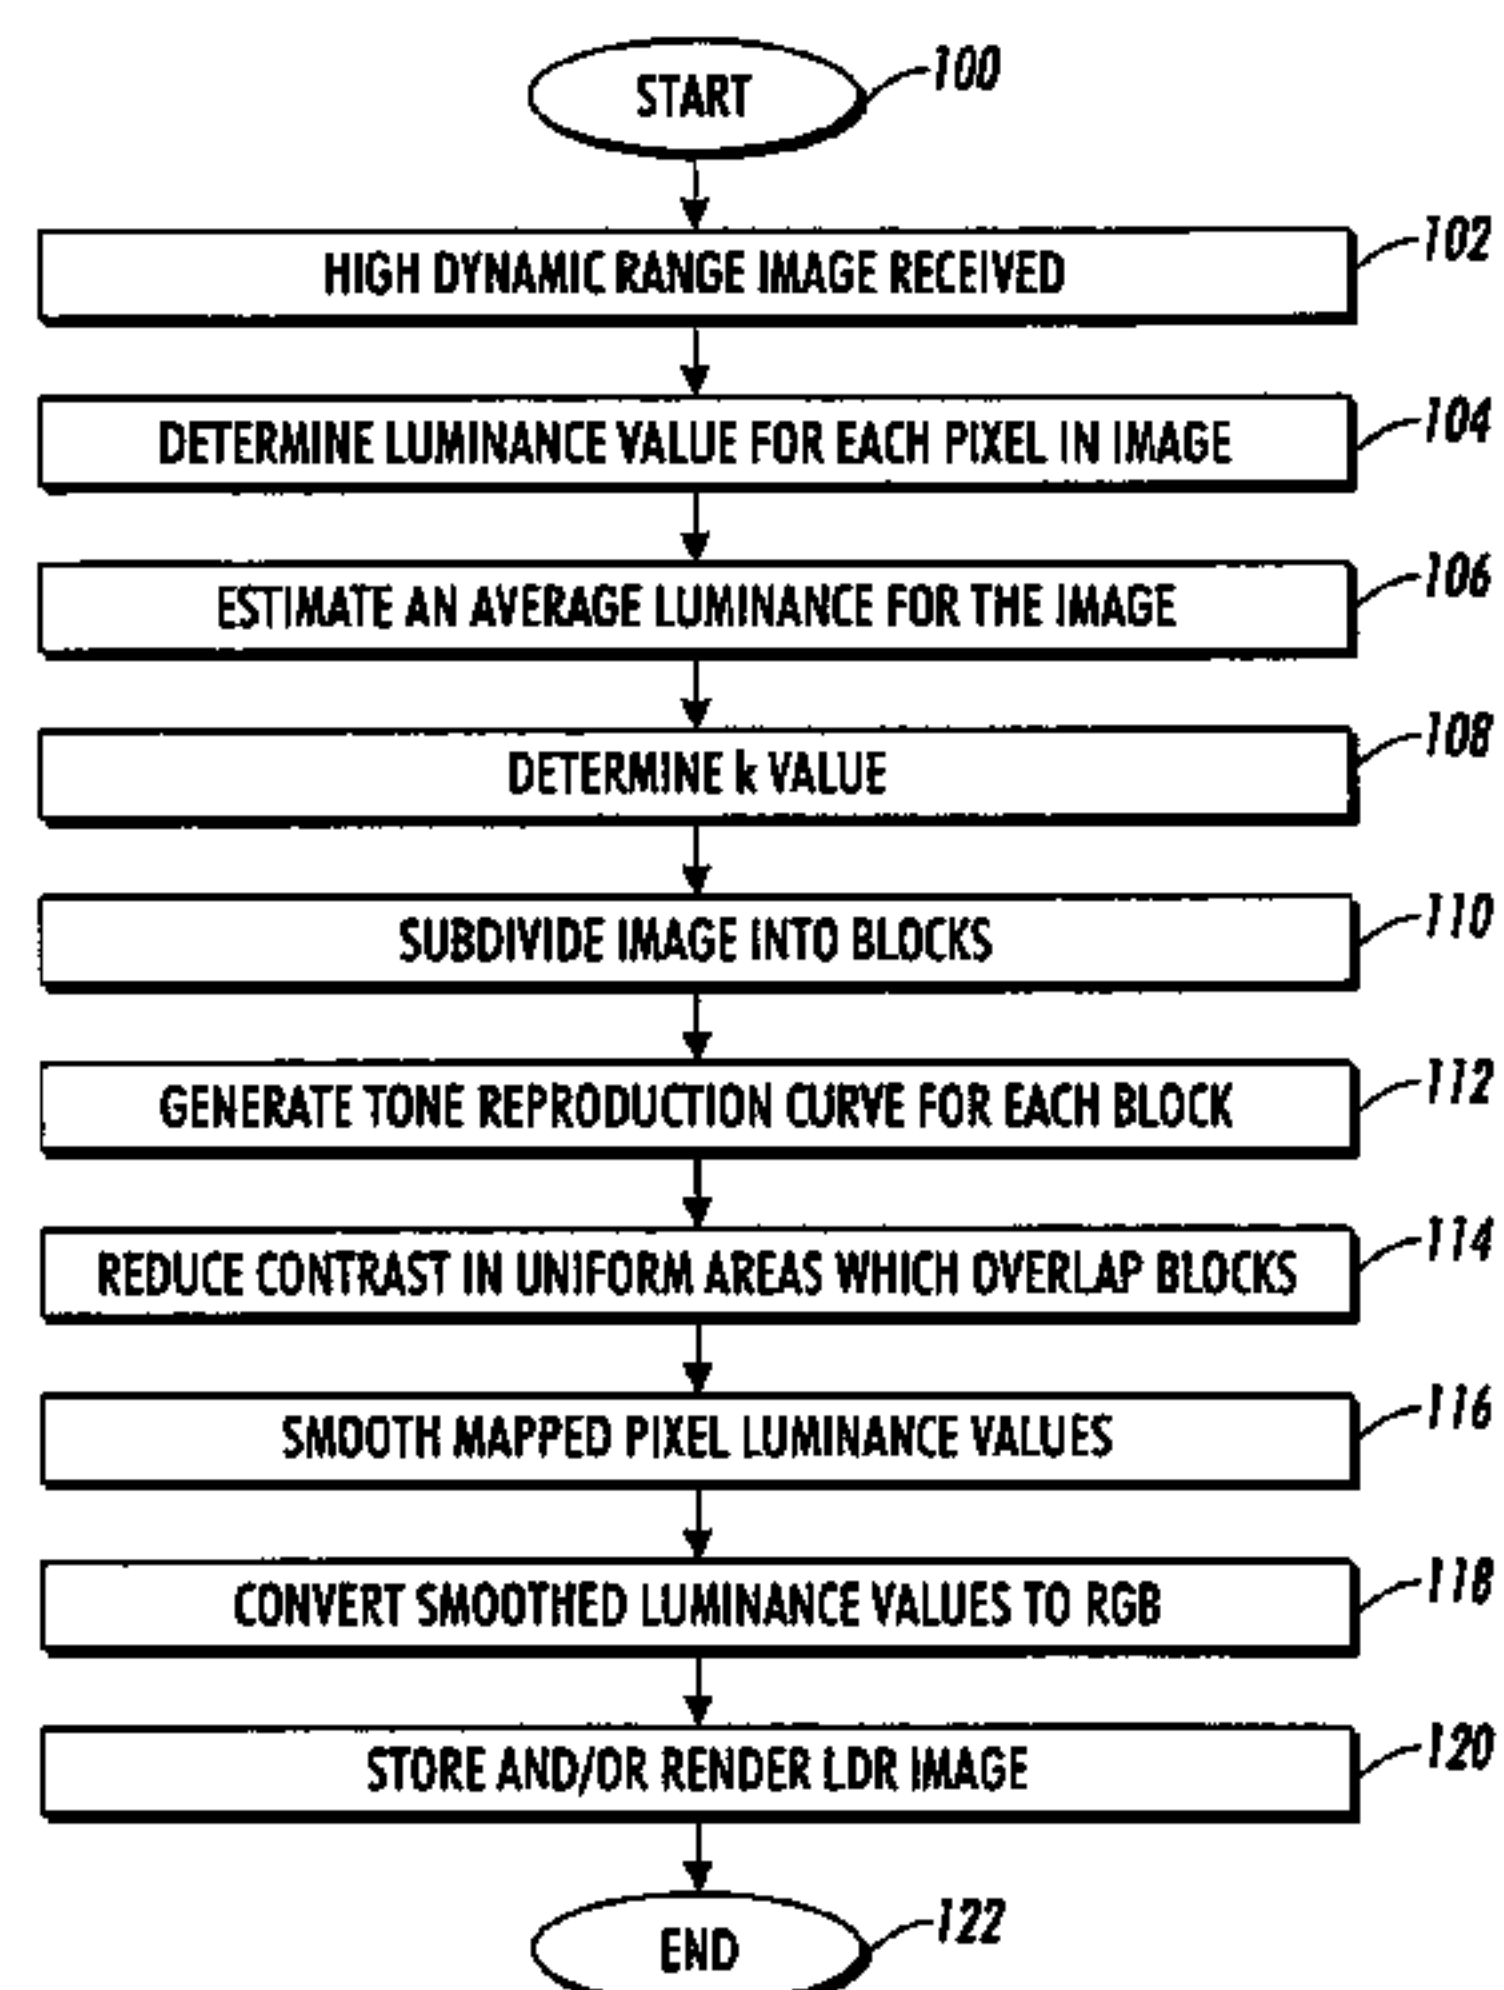 START
100
HIGH DYNAMIC RANGE IMAGE RECEIVED
102
DETERMINE LUMINANCE VALUE FOR EACH PIXEL IN IMAGE
104
ESTIMATE AN AVERAGE LUMINANCE FOR THE IMAGE
106
DETERMINE k VALUE
108
SUBDIVIDE IMAGE INTO BLOCKS
110
GENERATE TONE REPRODUCTION CURVE FOR EACH BLOCK
112
REDUCE CONTRAST IN UNIFORM AREAS WHICH OVERLAP BLOCKS
114
SMOOTH MAPPED PIXEL LUMINANCE VALUES
116
CONVERT SMOOTHED LUMINANCE VALUES TO RGB
118
STORE AND/OR RENDER LDR IMAGE
120
END
122